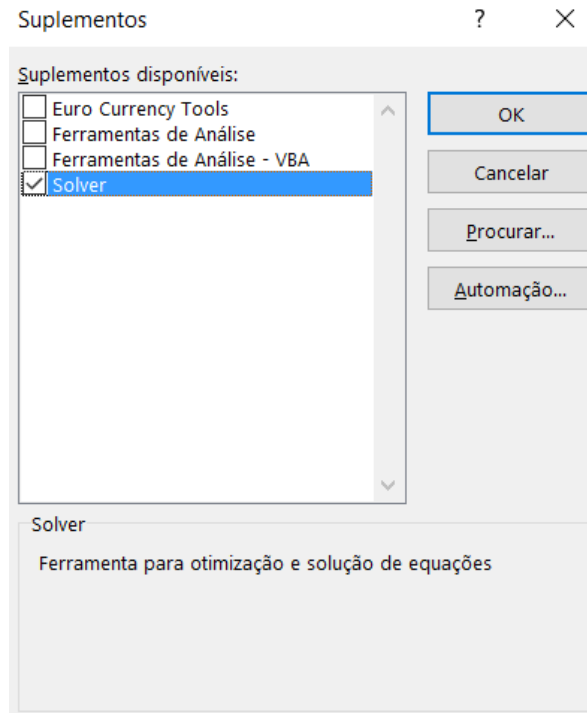 Suplementos
?
Suplementos disponíveis:
Euro Currency Tools
Ferramentas de Análise
Ferramentas de Análise - VBA
Solver
OK
Cancelar
Procurar...
Automação...
Solver
Ferramenta para otimização e solução de equações